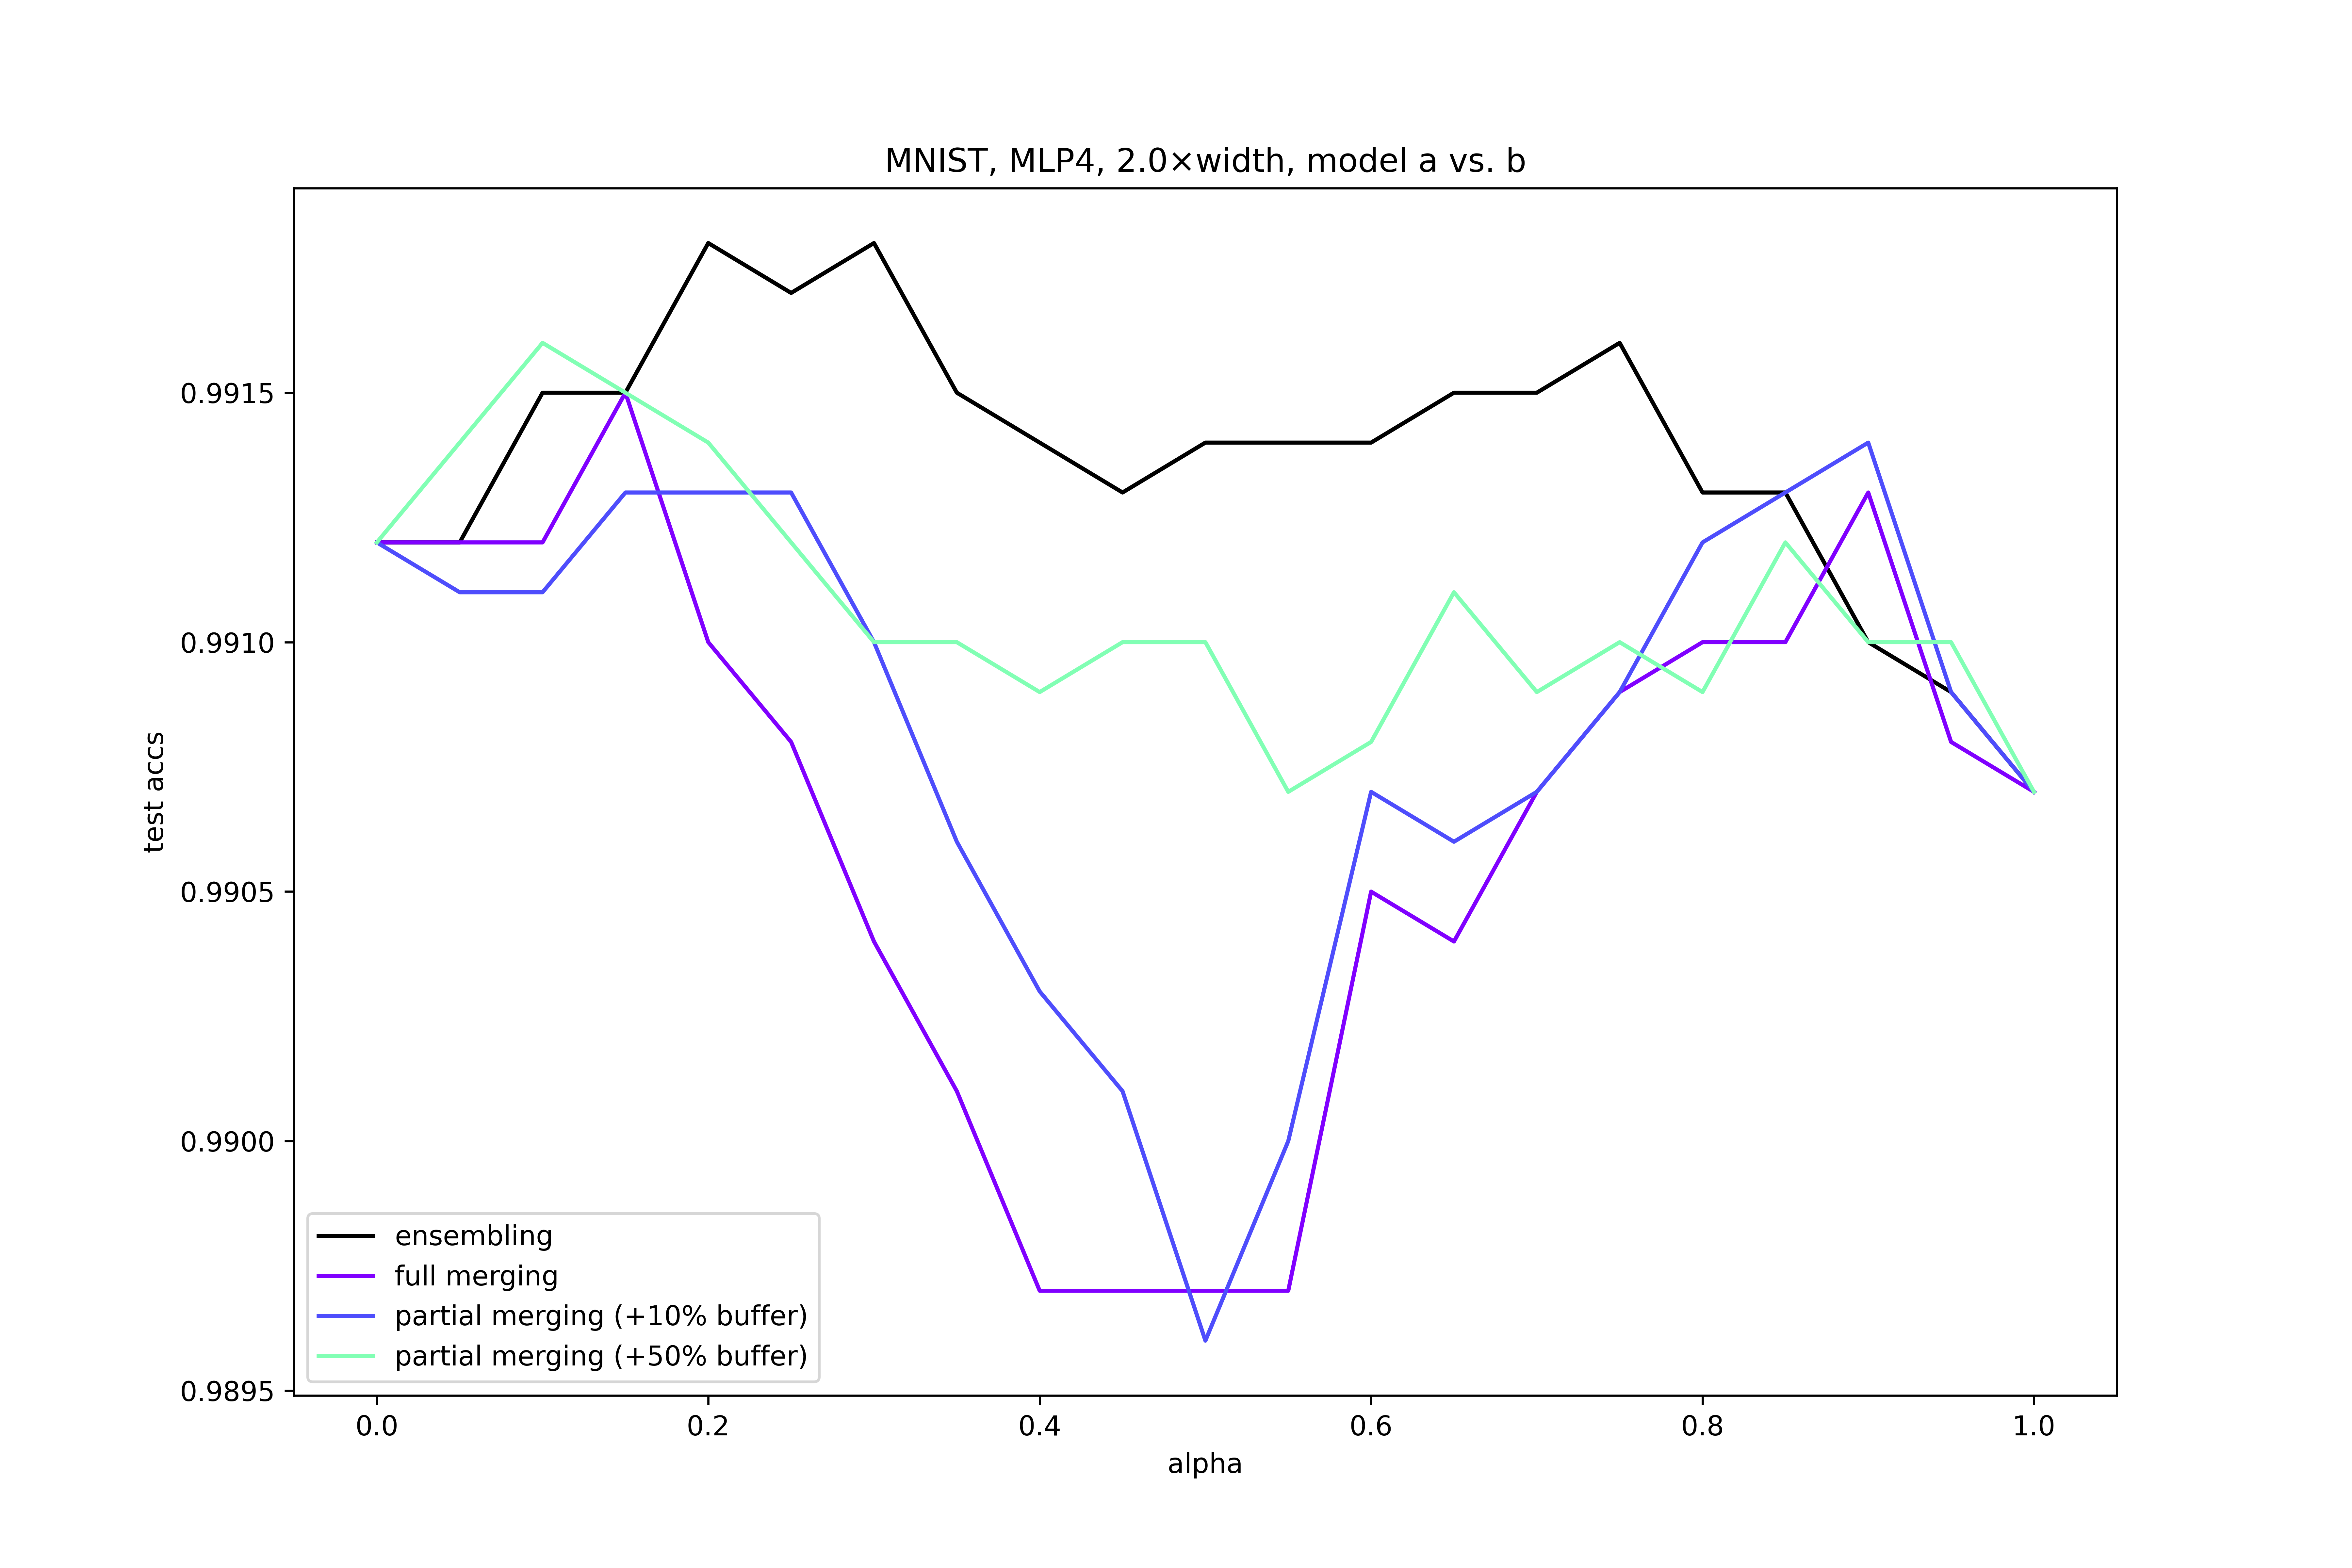 MNIST, MLP4, 2.0×width, model a vs. b
test accs
0.9915
0.9910
0.9905
0.9900
0.9895
ensembling
full merging
partial merging (+10% buffer)
partial merging (+50% buffer)
0.0 0.2 0.4 0.6 0.8 1.0
alpha